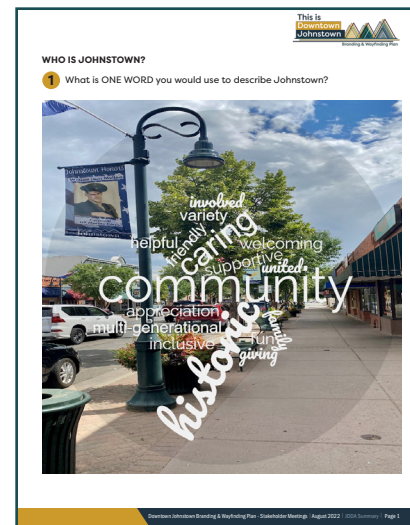 This is
Downtown
Johnstown
Branding & Wayfinding Plan
WHO IS JOHNSTOWN?
1 What is ONE WORD you would use to describe Johnstown?
Johnstown Honors
Johnstown
involved
variety
friendly
helpful
caring
welcoming
supportive
united
community
appreciation
multi-generational
inclusive
historic
fun
family
giving
Downtown Johnstown Branding & Wayfinding Plan - Stakeholder Meetings | August 2022 | JDDA Summary | Page 1